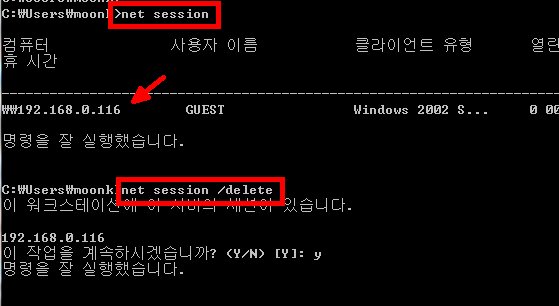 C:₩Users₩moonk>net session
컴퓨터 사용자 이름 클라이언트 유형 열린
휴 시간
₩₩192.168.0.116 GUEST Windows 2002 S... 0 00
명령을 잘 실행했습니다.
C:₩Users₩moonk>net session /delete
이 워크스테이션에 이 서버의 세션이 있습니다.
192.168.0.116
이 작업을 계속하시겠습니까? (Y/N) [Y]: y
명령을 잘 실행했습니다.